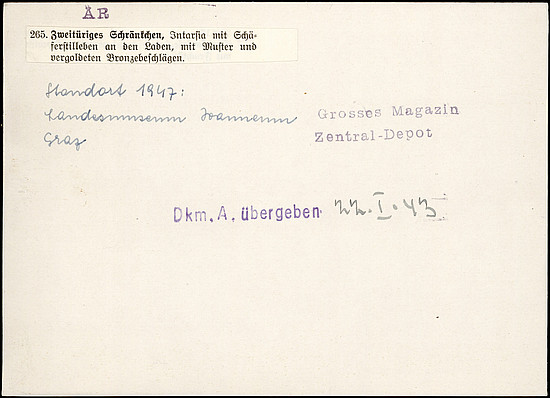 ÄR
265. Zweitüriges Schränkchen, Intarsia mit Schä-
ferstilleben an den Laden, mit Muster und
vergoldeten Bronzebeschlägen.
Standort 1947:
Landesmuseum Joanneum
Graz
Grosses Magazin
Zentral-Depot
Dkm. A. übergeben 22.I.43